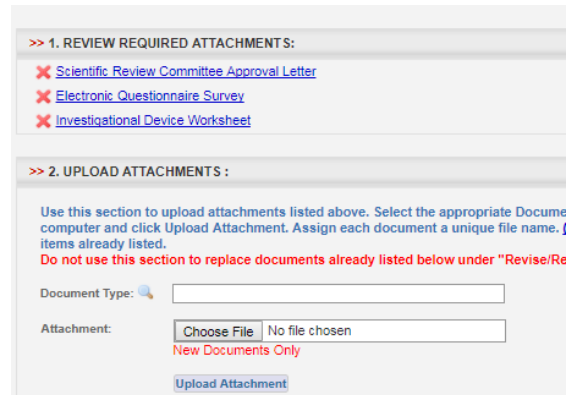 >> 1. REVIEW REQUIRED ATTACHMENTS:
Scientific Review Committee Approval Letter
Electronic Questionnaire Survey
Investigational Device Worksheet
>> 2. UPLOAD ATTACHMENTS :
Use this section to upload attachments listed above. Select the appropriate Docume
computer and click Upload Attachment. Assign each document a unique file name. (
items already listed.
Do not use this section to replace documents already listed below under "Revise/Re
Document Type:
Attachment: Choose File No file chosen
New Documents Only
Upload Attachment